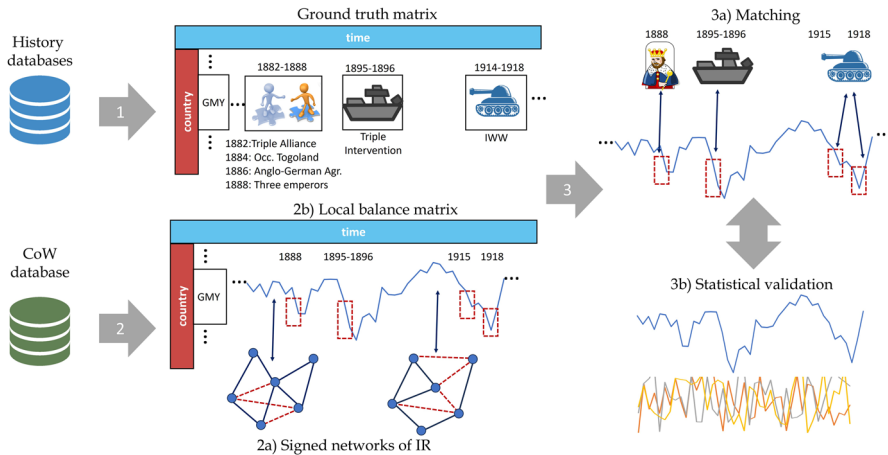 History
databases
1
Ground truth matrix
time
country
GMY
1882-1888
1895-1896
1914-1918
Triple
Intervention
IWW
1882:Triple Alliance
1884: Occ. Togoland
1886: Anglo-German Agr.
1888: Three emperors
CoW
database
2
2b) Local balance matrix
time
country
GMY
1888
1895-1896
1915
1918
2a) Signed networks of IR
3
3a) Matching
1888
1895-1896
1915
1918
3b) Statistical validation